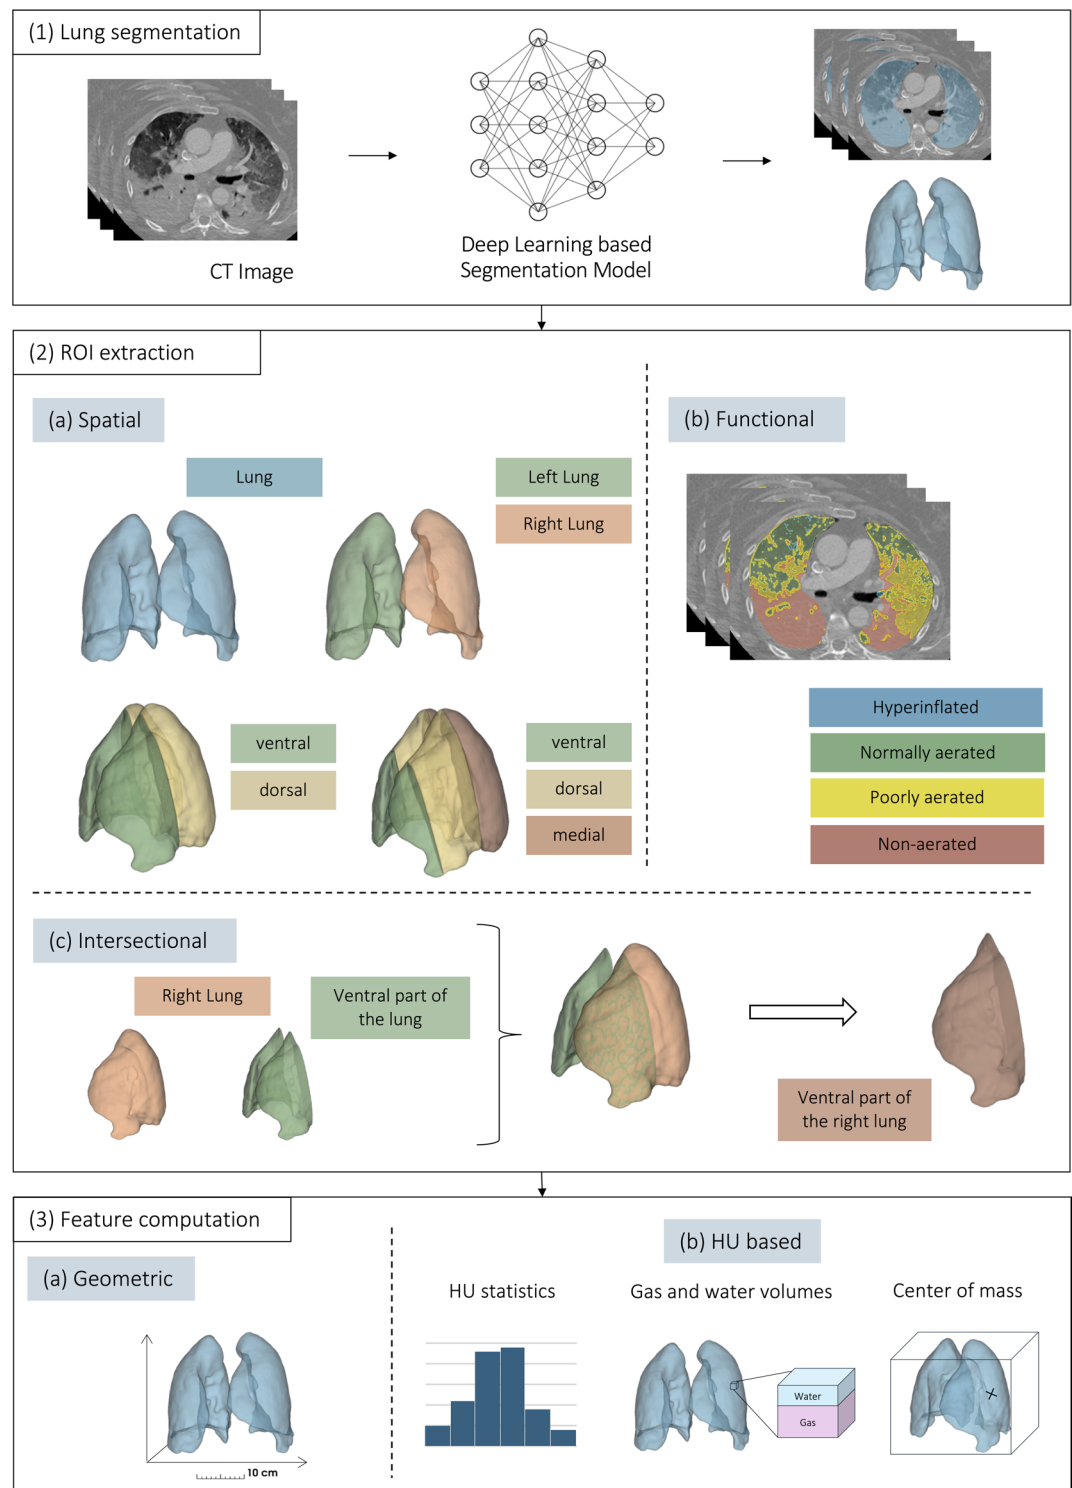 (1) Lung segmentation
CT Image
Deep Learning based
Segmentation Model
(2) ROI extraction
(a) Spatial
Lung
Left Lung
Right Lung
ventral
dorsal
ventral
dorsal
medial
(b) Functional
Hyperinflated
Normally aerated
Poorly aerated
Non-aerated
(c) Intersectional
Right Lung
Ventral part of
the lung
Ventral part of
the right lung
(3) Feature computation
(a) Geometric
10 cm
(b) HU based
HU statistics
Gas and water volumes
Water
Gas
Center of mass